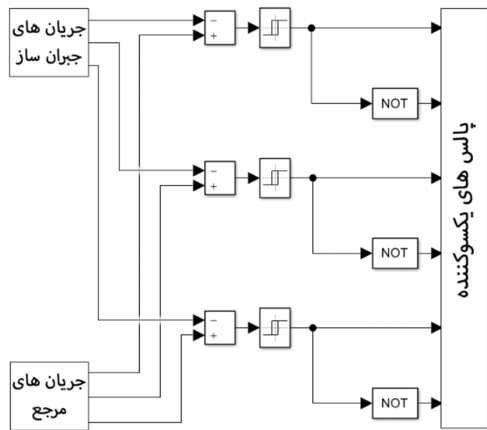 جریان های
جبران ساز
−
+
NOT
−
+
NOT
−
+
NOT
جریان های
مرجع
پالس های یکسوکننده